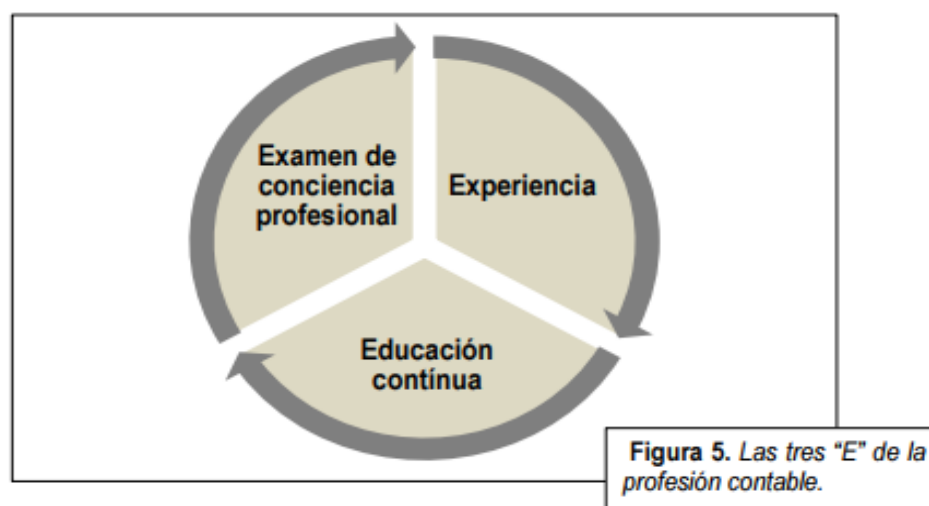 Examen de
conciencia
profesional
Experiencia
Educación
contínua
Figura 5. Las tres “E” de la
profesión contable.